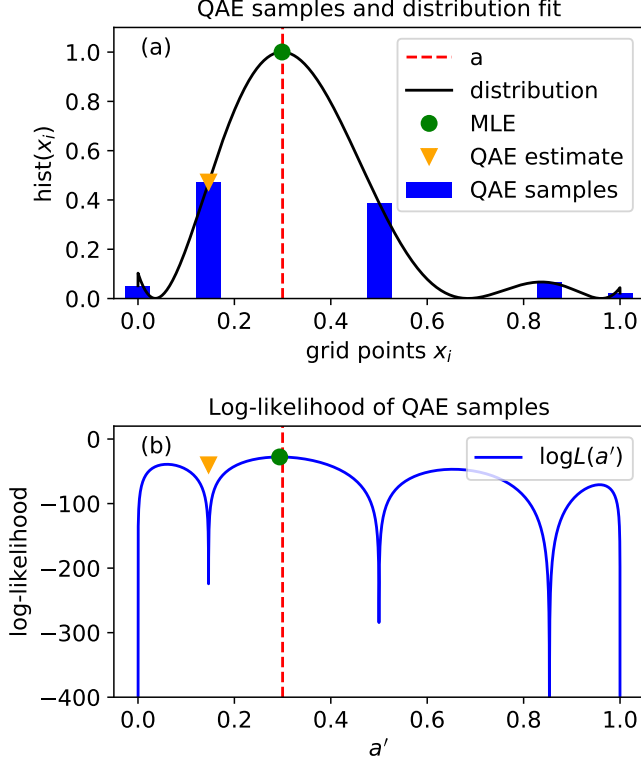 QAE samples and distribution fit
(a)
a
distribution
MLE
QAE estimate
QAE samples
hist(x_i)
1.0
0.8
0.6
0.4
0.2
0.0
0.0 0.2 0.4 0.6 0.8 1.0
grid points x_i
Log-likelihood of QAE samples
(b)
logL(a′)
log-likelihood
0
−100
−200
−300
−400
0.0 0.2 0.4 0.6 0.8 1.0
a′